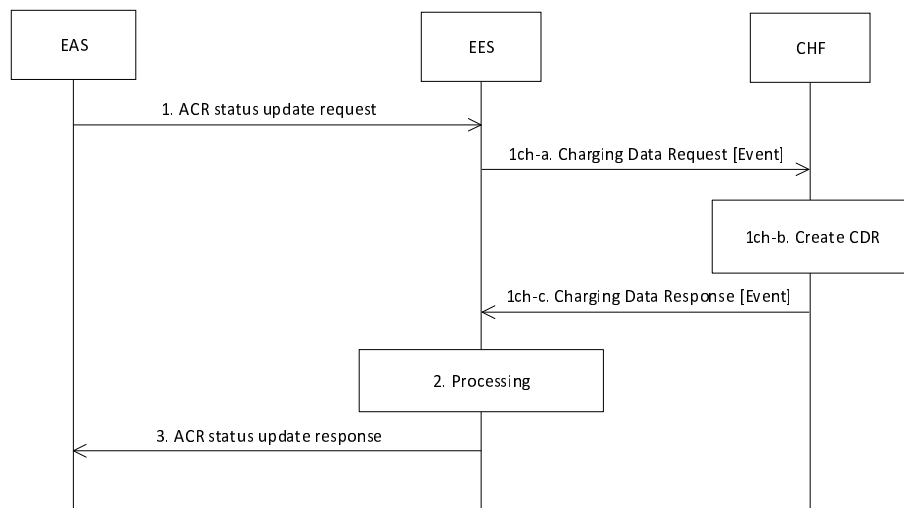 EAS
EES
CHF
1. ACR status update request
1ch-a. Charging Data Request [Event]
1ch-b. Create CDR
1ch-c. Charging Data Response [Event]
2. Processing
3. ACR status update response